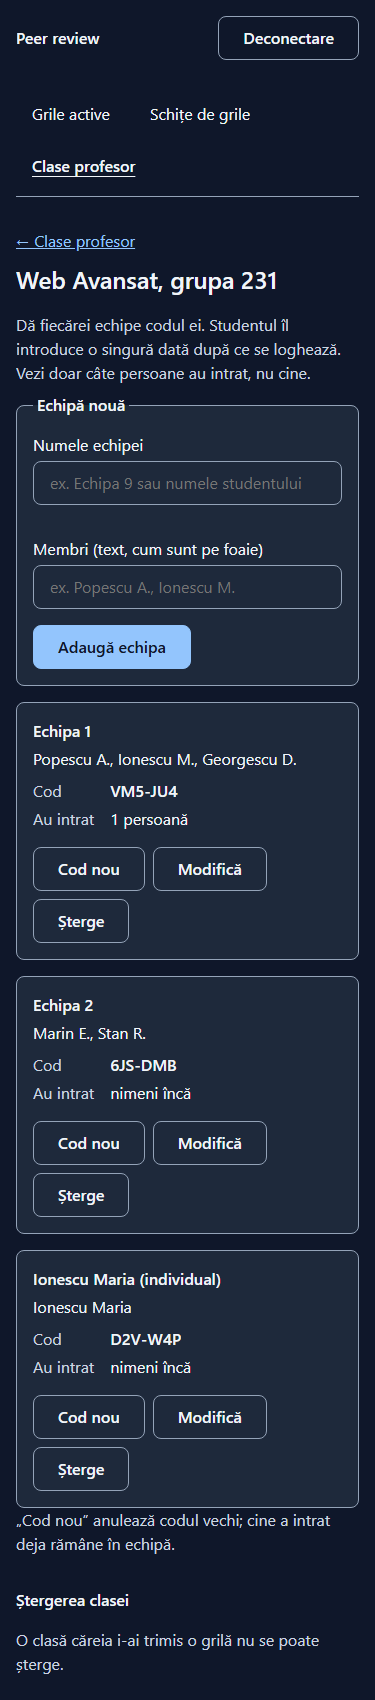 Peer review
Deconectare
Grile active
Schițe de grile
Clase profesor
← Clase profesor
Web Avansat, grupa 231
Dă fiecărei echipe codul ei. Studentul îl
introduce o singură dată după ce se loghează.
Vezi doar câte persoane au intrat, nu cine.
Echipă nouă
Numele echipei
ex. Echipa 9 sau numele studentului
Membri (text, cum sunt pe foaie)
ex. Popescu A., Ionescu M.
Adaugă echipa
Echipa 1
Popescu A., Ionescu M., Georgescu D.
Cod VM5-JU4
Au intrat 1 persoană
Cod nou
Modifică
Șterge
Echipa 2
Marin E., Stan R.
Cod 6JS-DMB
Au intrat nimeni încă
Cod nou
Modifică
Șterge
Ionescu Maria (individual)
Ionescu Maria
Cod D2V-W4P
Au intrat nimeni încă
Cod nou
Modifică
Șterge
„Cod nou” anulează codul vechi; cine a intrat
deja rămâne în echipă.
Ștergerea clasei
O clasă căreia i-ai trimis o grilă nu se poate
șterge.